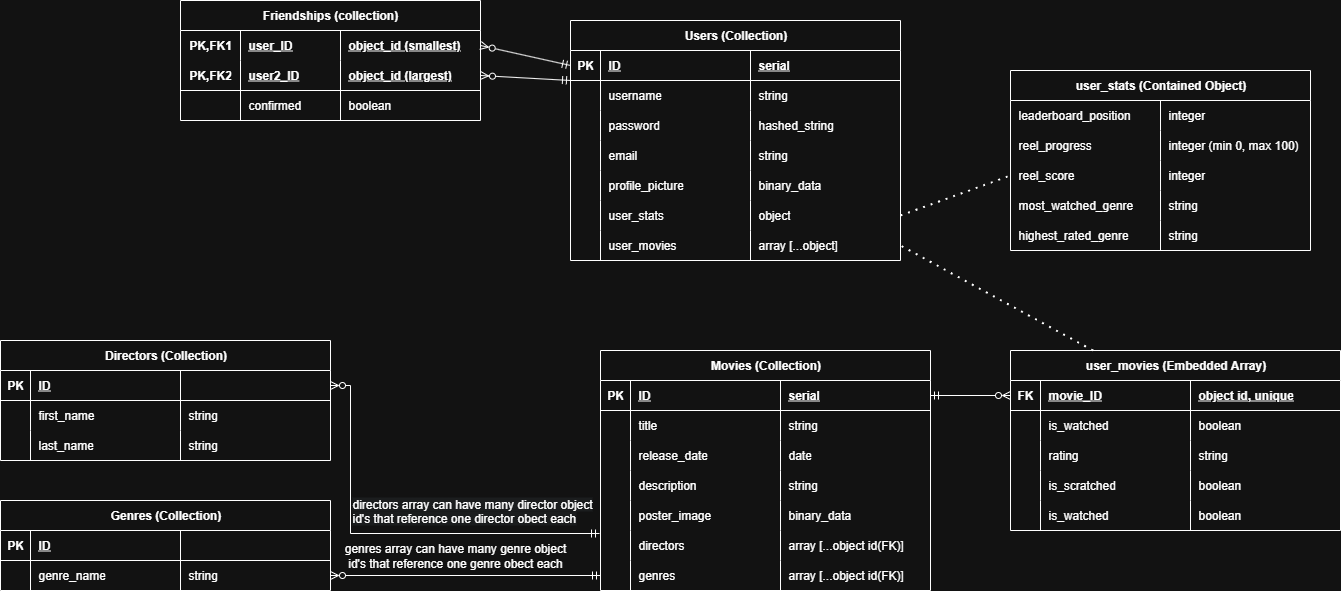 Friendships (collection)
PK,FK1 user_ID object_id (smallest)
PK,FK2 user2_ID object_id (largest)
confirmed boolean
Users (Collection)
PK ID serial
username string
password hashed_string
email string
profile_picture binary_data
user_stats object
user_movies array [...object]
user_stats (Contained Object)
leaderboard_position integer
reel_progress integer (min 0, max 100)
reel_score integer
most_watched_genre string
highest_rated_genre string
Directors (Collection)
PK ID
first_name string
last_name string
Movies (Collection)
PK ID serial
title string
release_date date
description string
poster_image binary_data
directors array [...object id(FK)]
genres array [...object id(FK)]
user_movies (Embedded Array)
FK movie_ID object id, unique
is_watched boolean
rating string
is_scratched boolean
is_watched boolean
directors array can have many director object
id's that reference one director obect each
Genres (Collection)
PK ID
genre_name string
genres array can have many genre object
id's that reference one genre obect each